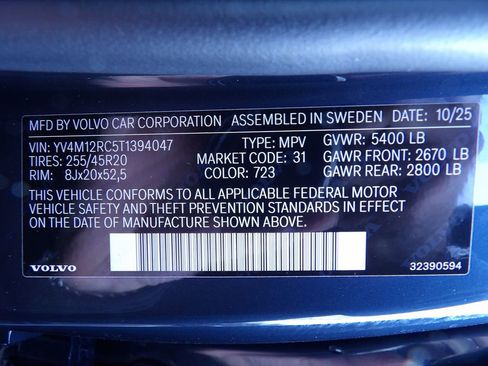 MFD BY VOLVO CAR CORPORATION ASSEMBLED IN SWEDEN DATE: 10/25
VIN: YV4M12RC5T1394047 TYPE: MPV GVWR: 5400 LB
TIRES: 255/45R20 MARKET CODE: 31 GAWR FRONT: 2670 LB
RIM: 8Jx20x52,5 COLOR: 723 GAWR REAR: 2800 LB
THIS VEHICLE CONFORMS TO ALL APPLICABLE FEDERAL MOTOR
VEHICLE SAFETY AND THEFT PREVENTION STANDARDS IN EFFECT
ON THE DATE OF MANUFACTURE SHOWN ABOVE.
VOLVO 32390594